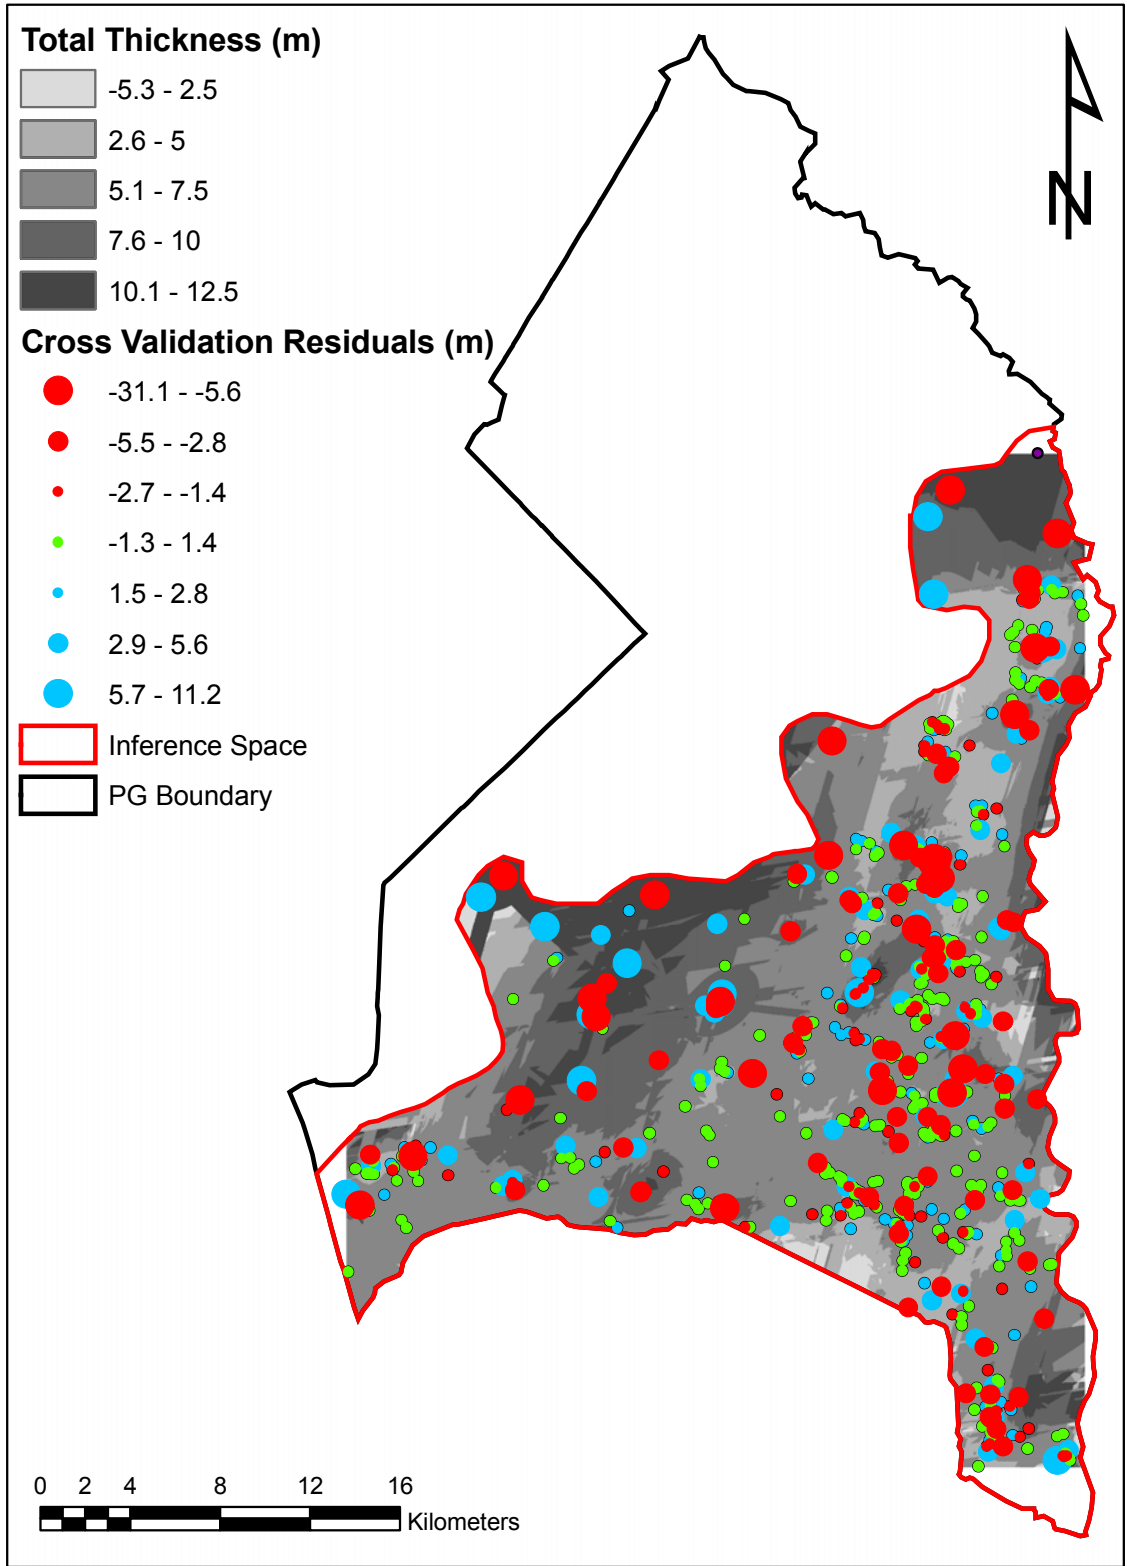 Total Thickness (m)
-5.3 - 2.5
2.6 - 5
5.1 - 7.5
7.6 - 10
10.1 - 12.5
Cross Validation Residuals (m)
-31.1 - -5.6
-5.5 - -2.8
-2.7 - -1.4
-1.3 - 1.4
1.5 - 2.8
2.9 - 5.6
5.7 - 11.2
Inference Space
PG Boundary
N
0 2 4 8 12 16
Kilometers